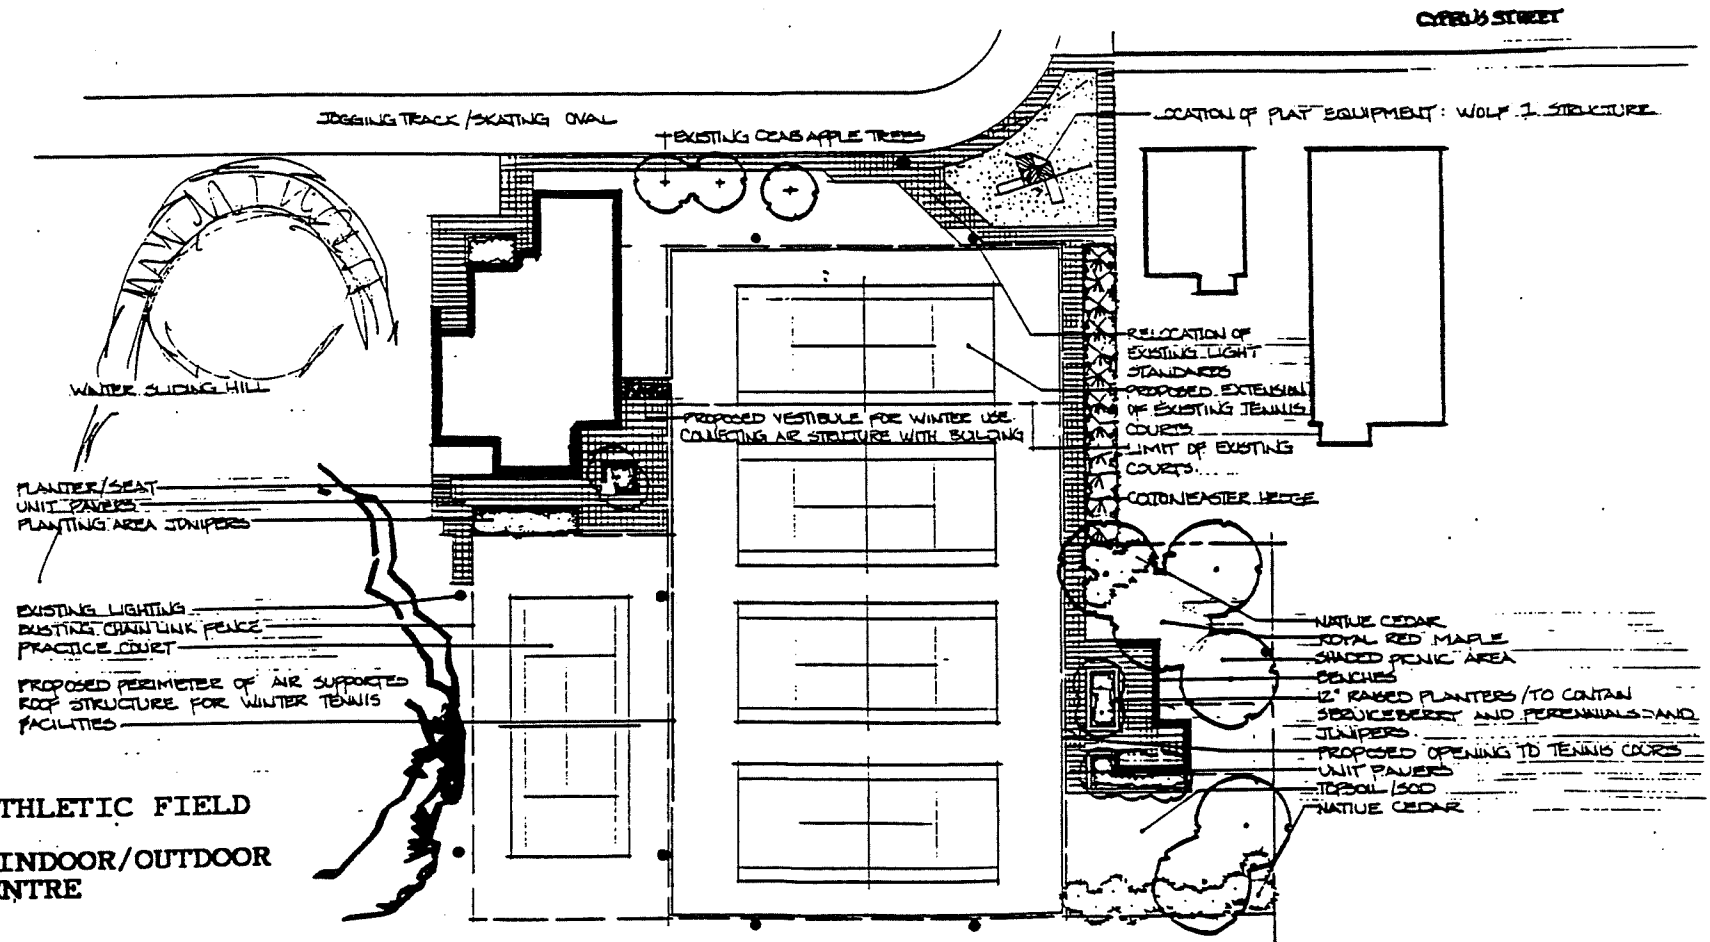 CYPRUS STREET
JOGGING TRACK/SKATING OVAL
EXISTING CRABAPPLE TREES
LOCATION OF PLAY EQUIPMENT: WOLF 1 STRUCTURE
WINTER SLIDING HILL
RELOCATION OF
EXISTING LIGHT
STANDARDS
PROPOSED EXTENSION
OF EXISTING TENNIS
COURTS
LIMIT OF EXISTING
COURTS
COTONEASTER HEDGE
PROPOSED VESTIBULE FOR WINTER USE
CONNECTING AIR STRUCTURE WITH BUILDING
PLANTER/SEAT
UNIT PAVERS
PLANTING AREA JUNIPERS
EXISTING LIGHTING
EXISTING CHAIN LINK FENCE
PRACTICE COURT
PROPOSED PERIMETER OF AIR SUPPORTED
ROOF STRUCTURE FOR WINTER TENNIS
FACILITIES
NATIVE CEDAR
ROYAL RED MAPLE
SHADED PICNIC AREA
BENCHES
12" RAISED PLANTERS/TO CONTAIN
SERVICEBERRY AND PERENNIALS AND
JUNIPERS
PROPOSED OPENING TO TENNIS COURTS
UNIT PAVERS
TOPSOIL/SOD
NATIVE CEDAR
THLETIC FIELD
INDOOR/OUTDOOR
NTRE